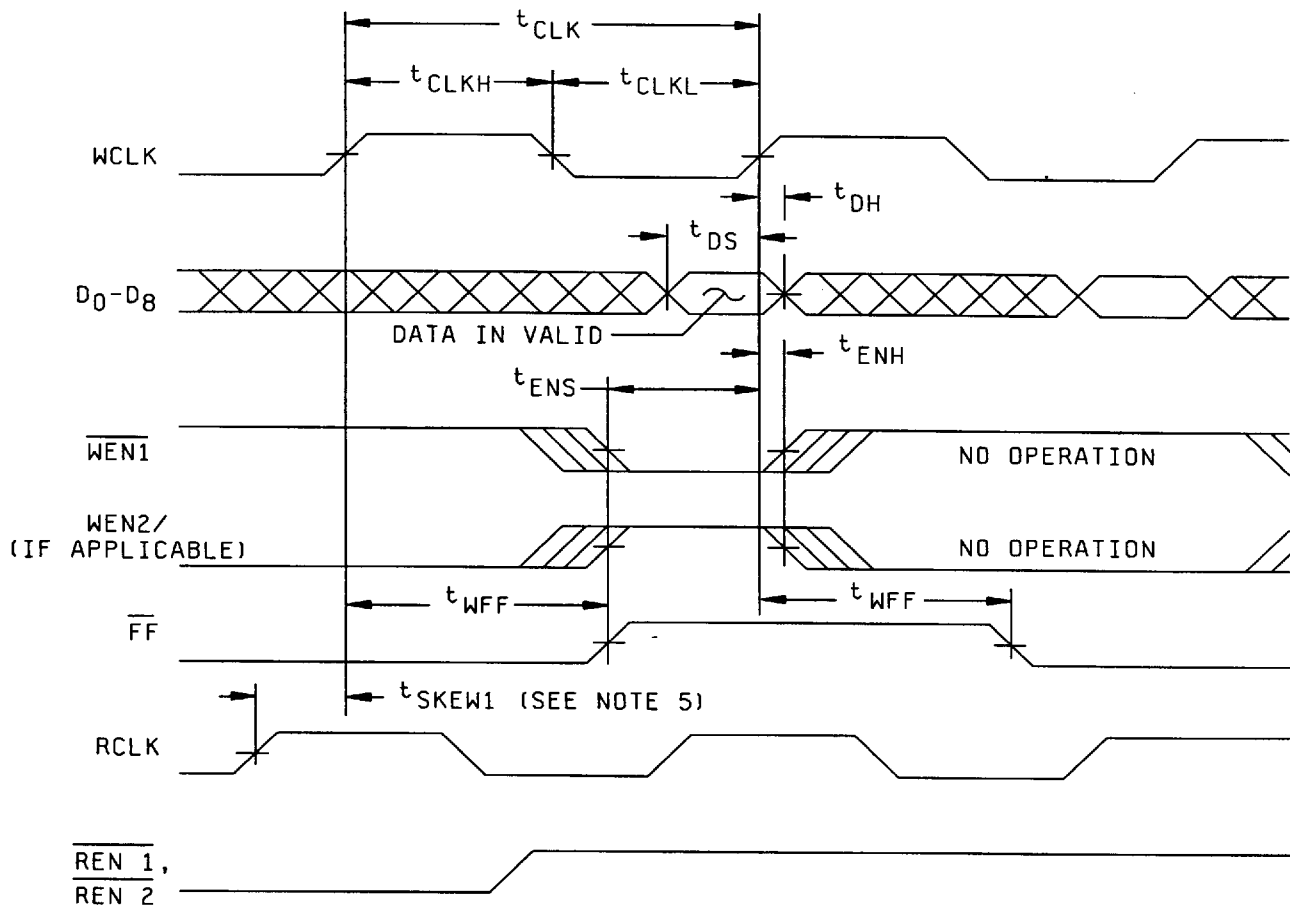 tCLK
tCLKH tCLKL
WCLK
tDH
tDS
D0-D8
DATA IN VALID
tENH
tENS
WEN1
NO OPERATION
WEN2/
(IF APPLICABLE)
NO OPERATION
tWFF tWFF
FF
tSKEW1 (SEE NOTE 5)
RCLK
REN 1,
REN 2